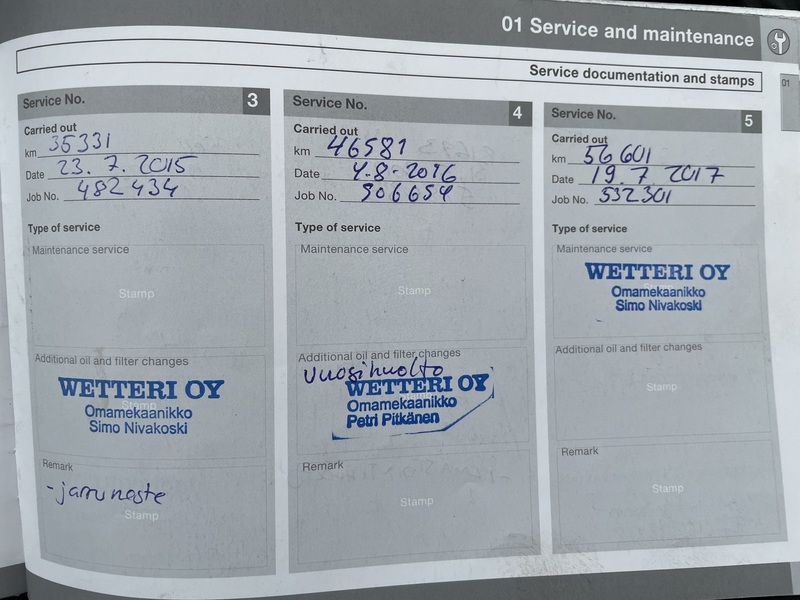 01 Service and maintenance
01
Service documentation and stamps
Service No. 3
Carried out
km 35331
Date 23.7.2015
Job No. 482434
Type of service
Maintenance service
Stamp
Additional oil and filter changes
Stamp
WETTERI OY
Omamekaanikko
Simo Nivakoski
Remark
-jarruneste
Stamp
Service No. 4
Carried out
km 46581
Date 4.8.2016
Job No. 506654
Type of service
Maintenance service
Stamp
Additional oil and filter changes
Vuosihuolto
WETTERI OY
Omamekaanikko
Petri Pitkänen
Remark
Stamp
Service No. 5
Carried out
km 56601
Date 19.7.2017
Job No. 532301
Type of service
Maintenance service
WETTERI OY
Omamekaanikko
Simo Nivakoski
Additional oil and filter changes
Stamp
Remark
Stamp